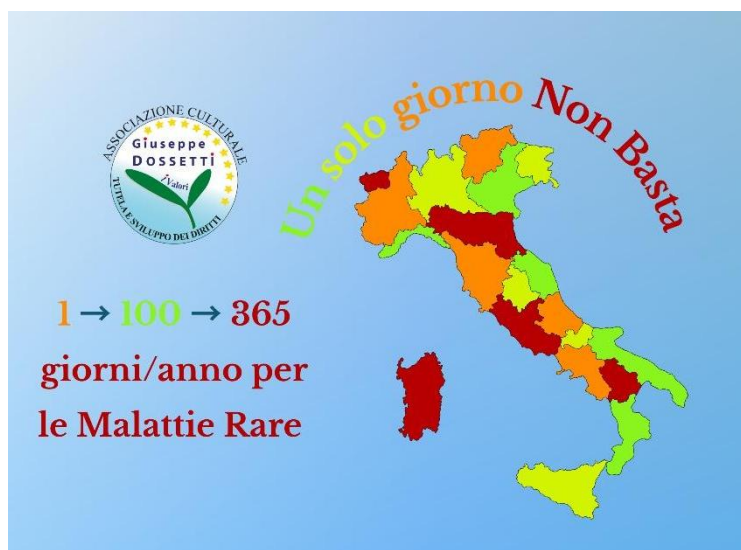 ASSOCIAZIONE CULTURALE
Giuseppe
DOSSETTI
i Valori
TUTELA E SVILUPPO DEI DIRITTI
Un solo giorno Non Basta
1 → 100 → 365
giorni/anno per
le Malattie Rare